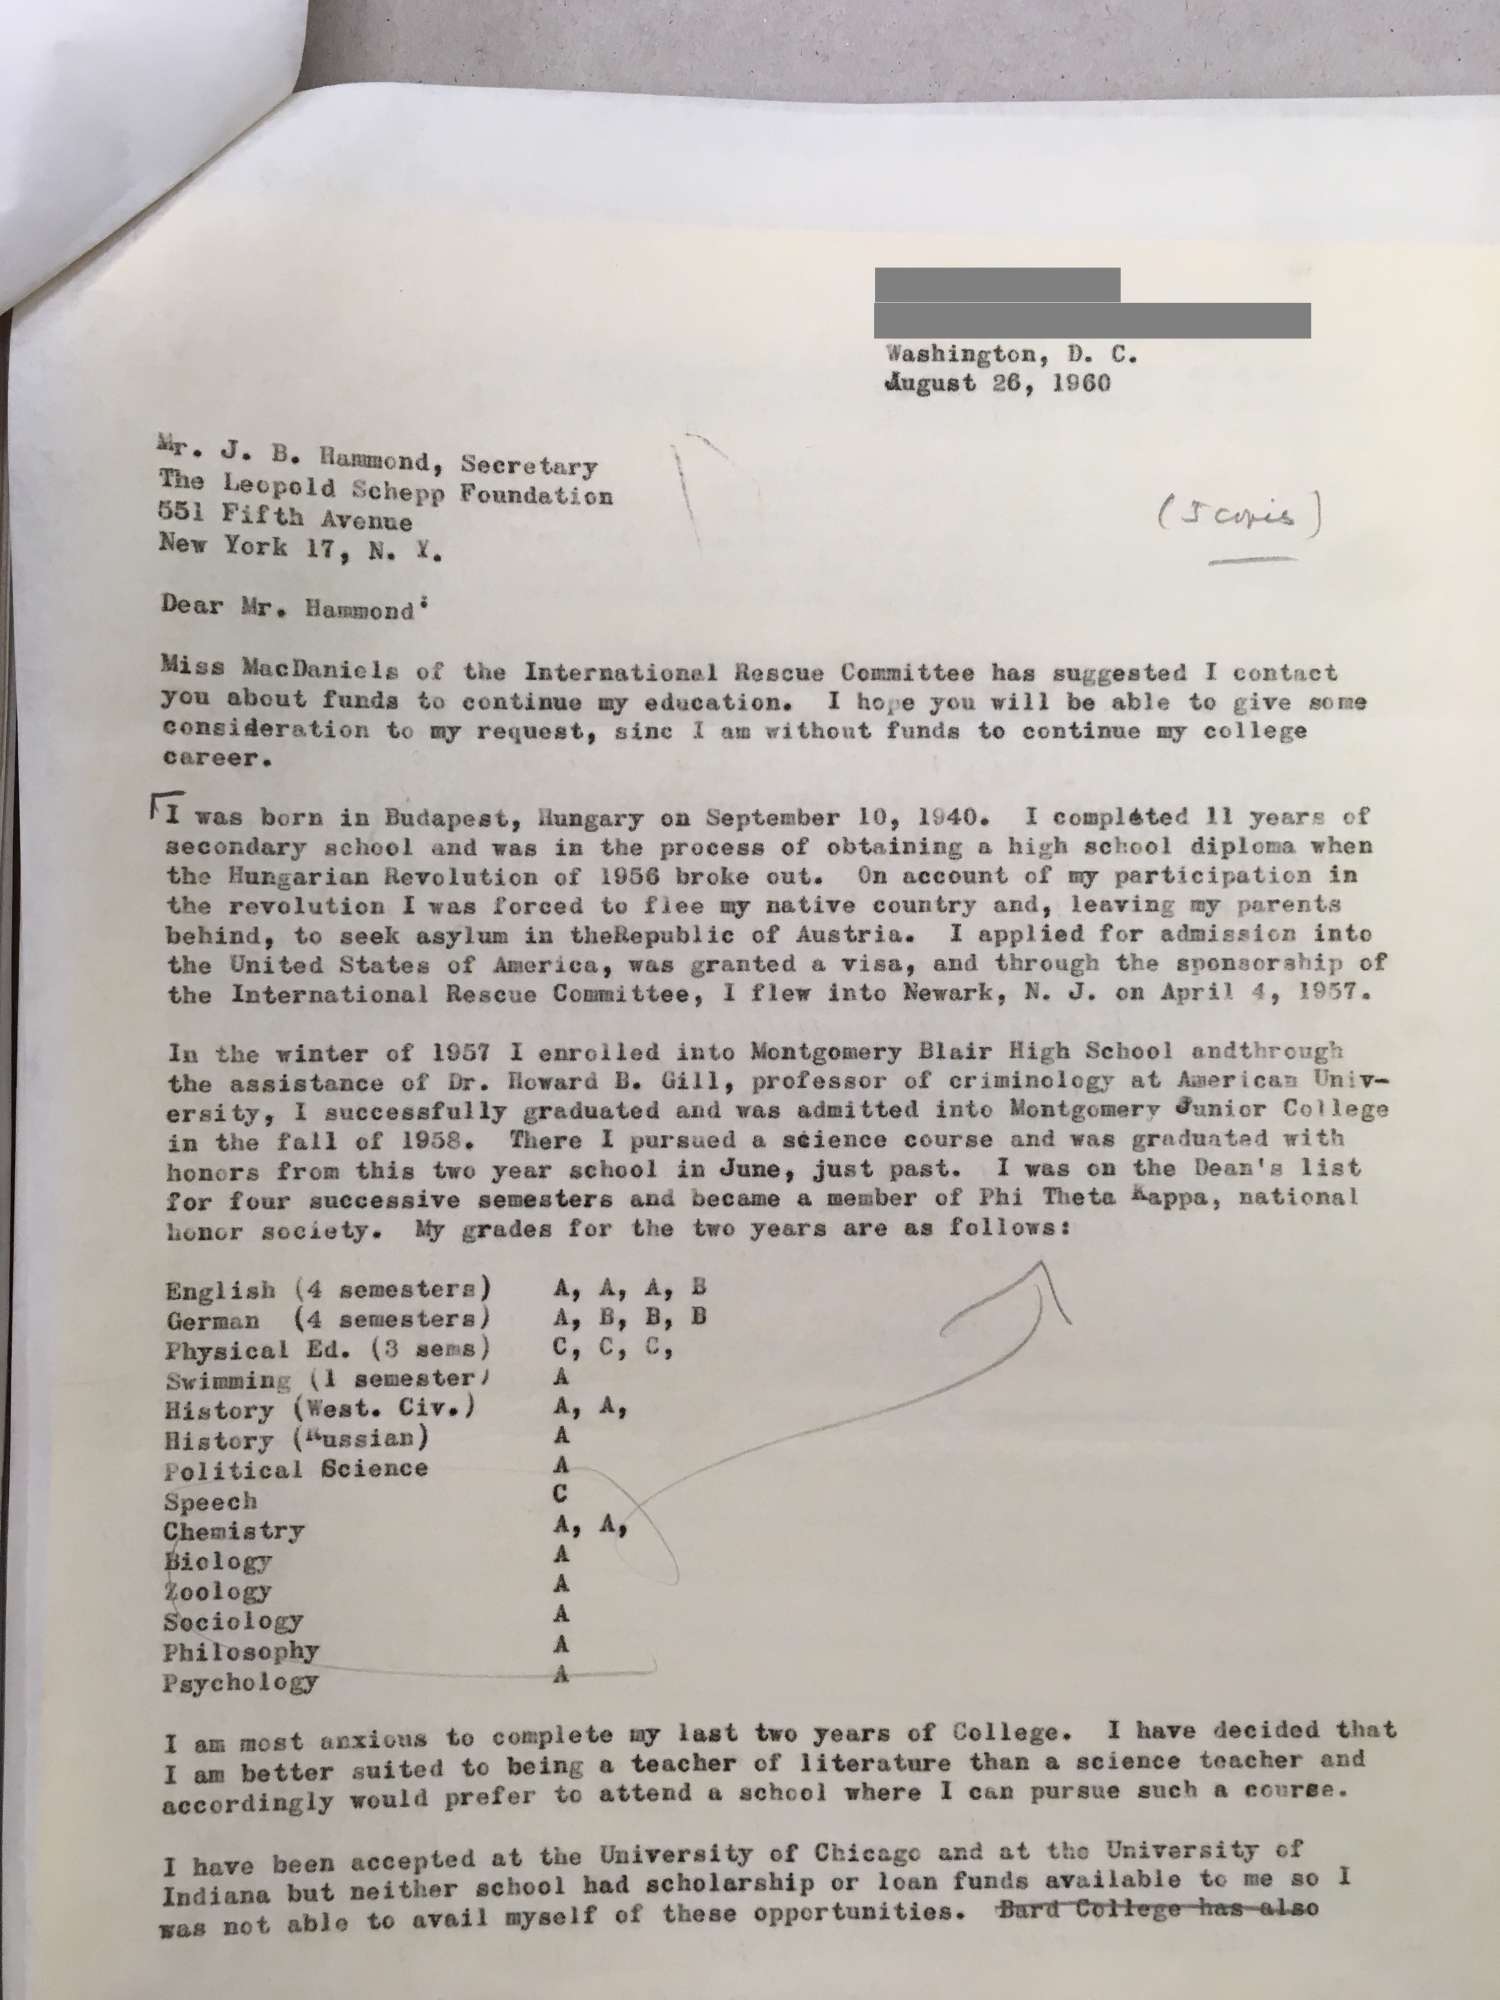 Washington, D. C.
August 26, 1960
Mr. J. B. Hammond, Secretary
The Leopold Schepp Foundation
551 Fifth Avenue
New York 17, N. Y.
(5 copies)
Dear Mr. Hammond:
Miss MacDaniels of the International Rescue Committee has suggested I contact
you about funds to continue my education. I hope you will be able to give some
consideration to my request, sinc I am without funds to continue my college
career.
I was born in Budapest, Hungary on September 10, 1940. I completed 11 years of
secondary school and was in the process of obtaining a high school diploma when
the Hungarian Revolution of 1956 broke out. On account of my participation in
the revolution I was forced to flee my native country and, leaving my parents
behind, to seek asylum in theRepublic of Austria. I applied for admission into
the United States of America, was granted a visa, and through the sponsorship of
the International Rescue Committee, I flew into Newark, N. J. on April 4, 1957.
In the winter of 1957 I enrolled into Montgomery Blair High School andthrough
the assistance of Dr. Howard B. Gill, professor of criminology at American Univ-
ersity, I successfully graduated and was admitted into Montgomery Junior College
in the fall of 1958. There I pursued a science course and was graduated with
honors from this two year school in June, just past. I was on the Dean's list
for four successive semesters and became a member of Phi Theta Kappa, national
honor society. My grades for the two years are as follows:
English (4 semesters) A, A, A, B
German (4 semesters) A, B, B, B
Physical Ed. (3 sems) C, C, C,
Swimming (1 semester) A
History (West. Civ.) A, A,
History (Russian) A
Political Science A
Speech C
Chemistry A, A,
Biology A
Zoology A
Sociology A
Philosophy A
Psychology A
I am most anxious to complete my last two years of College. I have decided that
I am better suited to being a teacher of literature than a science teacher and
accordingly would prefer to attend a school where I can pursue such a course.
I have been accepted at the University of Chicago and at the University of
Indiana but neither school had scholarship or loan funds available to me so I
was not able to avail myself of these opportunities. Bard College has also